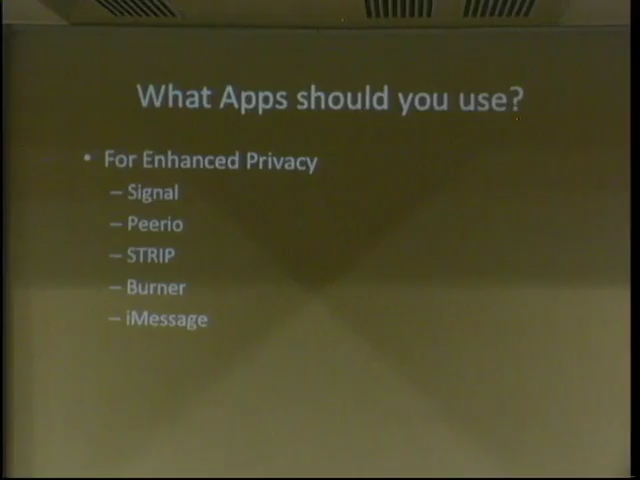 What Apps should you use?
• For Enhanced Privacy
– Signal
– Peerio
– STRIP
– Burner
– iMessage